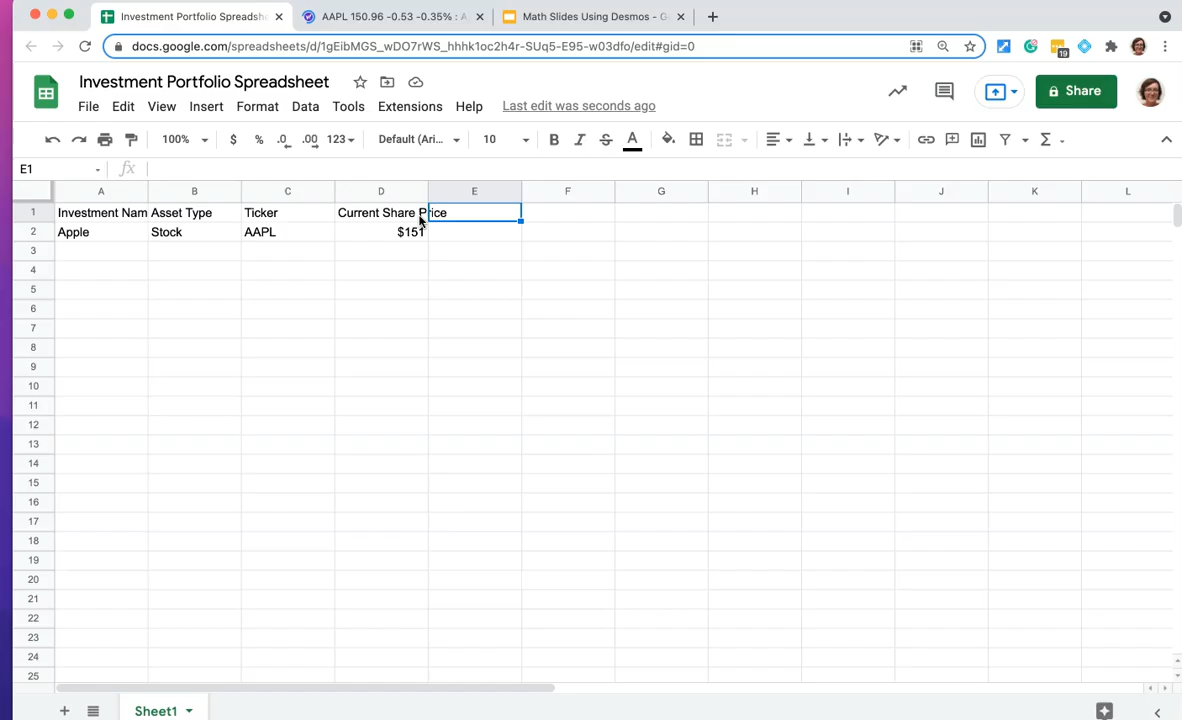 Investment Portfolio Spreadsh
AAPL 150.96 -0.53 -0.35% : A
Math Slides Using Desmos - G
docs.google.com/spreadsheets/d/1gEibMGS_wDO7rWS_hhhk1oc2h4r-SUq5-E95-w03dfo/edit#gid=0
19
Investment Portfolio Spreadsheet
File Edit View Insert Format Data Tools Extensions Help Last edit was seconds ago
Share
100% $ % .0 .00 123 Default (Ari... 10 B I S A Σ
E1 fx
A B C D E F G H I J K L
1 Investment Nam Asset Type Ticker Current Share Price
2 Apple Stock AAPL $151
3
4
5
6
7
8
9
10
11
12
13
14
15
16
17
18
19
20
21
22
23
24
25
Sheet1